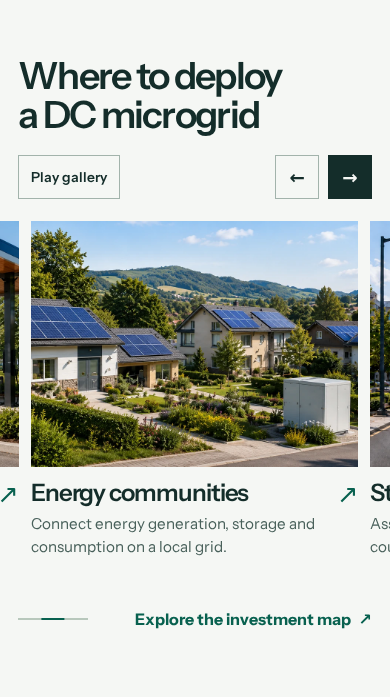 Where to deploy
a DC microgrid
Play gallery
← →
Energy communities ↗
Connect energy generation, storage and
consumption on a local grid.
Explore the investment map ↗